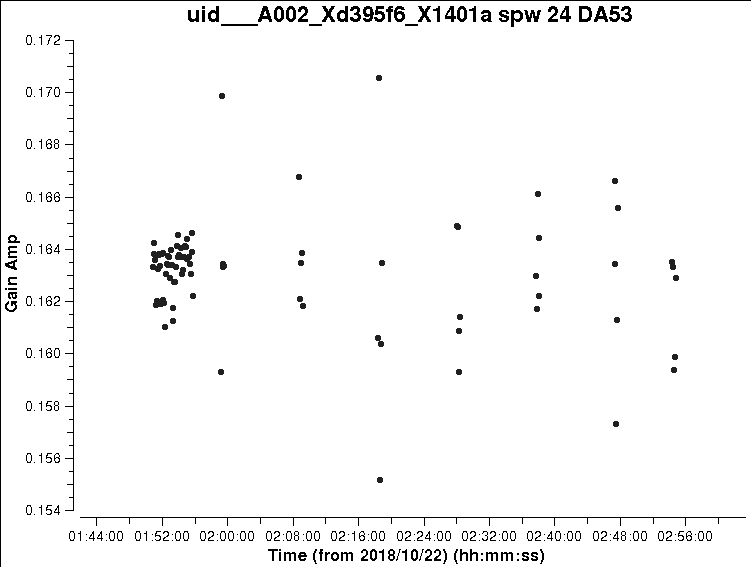 uid___A002_Xd395f6_X1401a spw 24 DA53
0.172
0.170
0.168
0.166
0.164
0.162
0.160
0.158
0.156
0.154
Gain Amp
01:44:00 01:52:00 02:00:00 02:08:00 02:16:00 02:24:00 02:32:00 02:40:00 02:48:00 02:56:00
Time (from 2018/10/22) (hh:mm:ss)